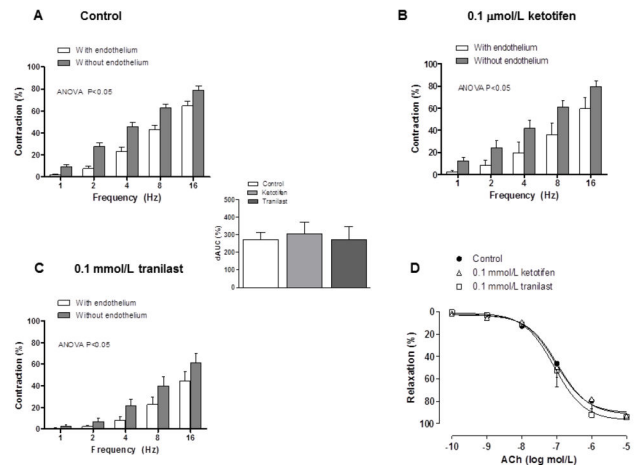 A
Control
With endothelium
Without endothelium
ANOVA P<0.05
Contraction (%)
100
80
60
40
20
0
1 2 4 8 16
Frequency (Hz)
B
0.1 µmol/L ketotifen
With endothelium
Without endothelium
ANOVA P<0.05
Contraction (%)
100
80
60
40
20
0
1 2 4 8 16
Frequency (Hz)
Control
Ketotifen
Tranilast
dAUC (%)
500
400
300
200
100
0
C
0.1 mmol/L tranilast
With endothelium
Without endothelium
ANOVA P<0.05
Contraction (%)
100
80
60
40
20
0
1 2 4 8 16
Frequency (Hz)
D
Control
0.1 mmol/L ketotifen
0.1 mmol/L tranilast
Relaxation (%)
0
20
40
60
80
100
-10 -9 -8 -7 -6 -5
ACh (log mol/L)